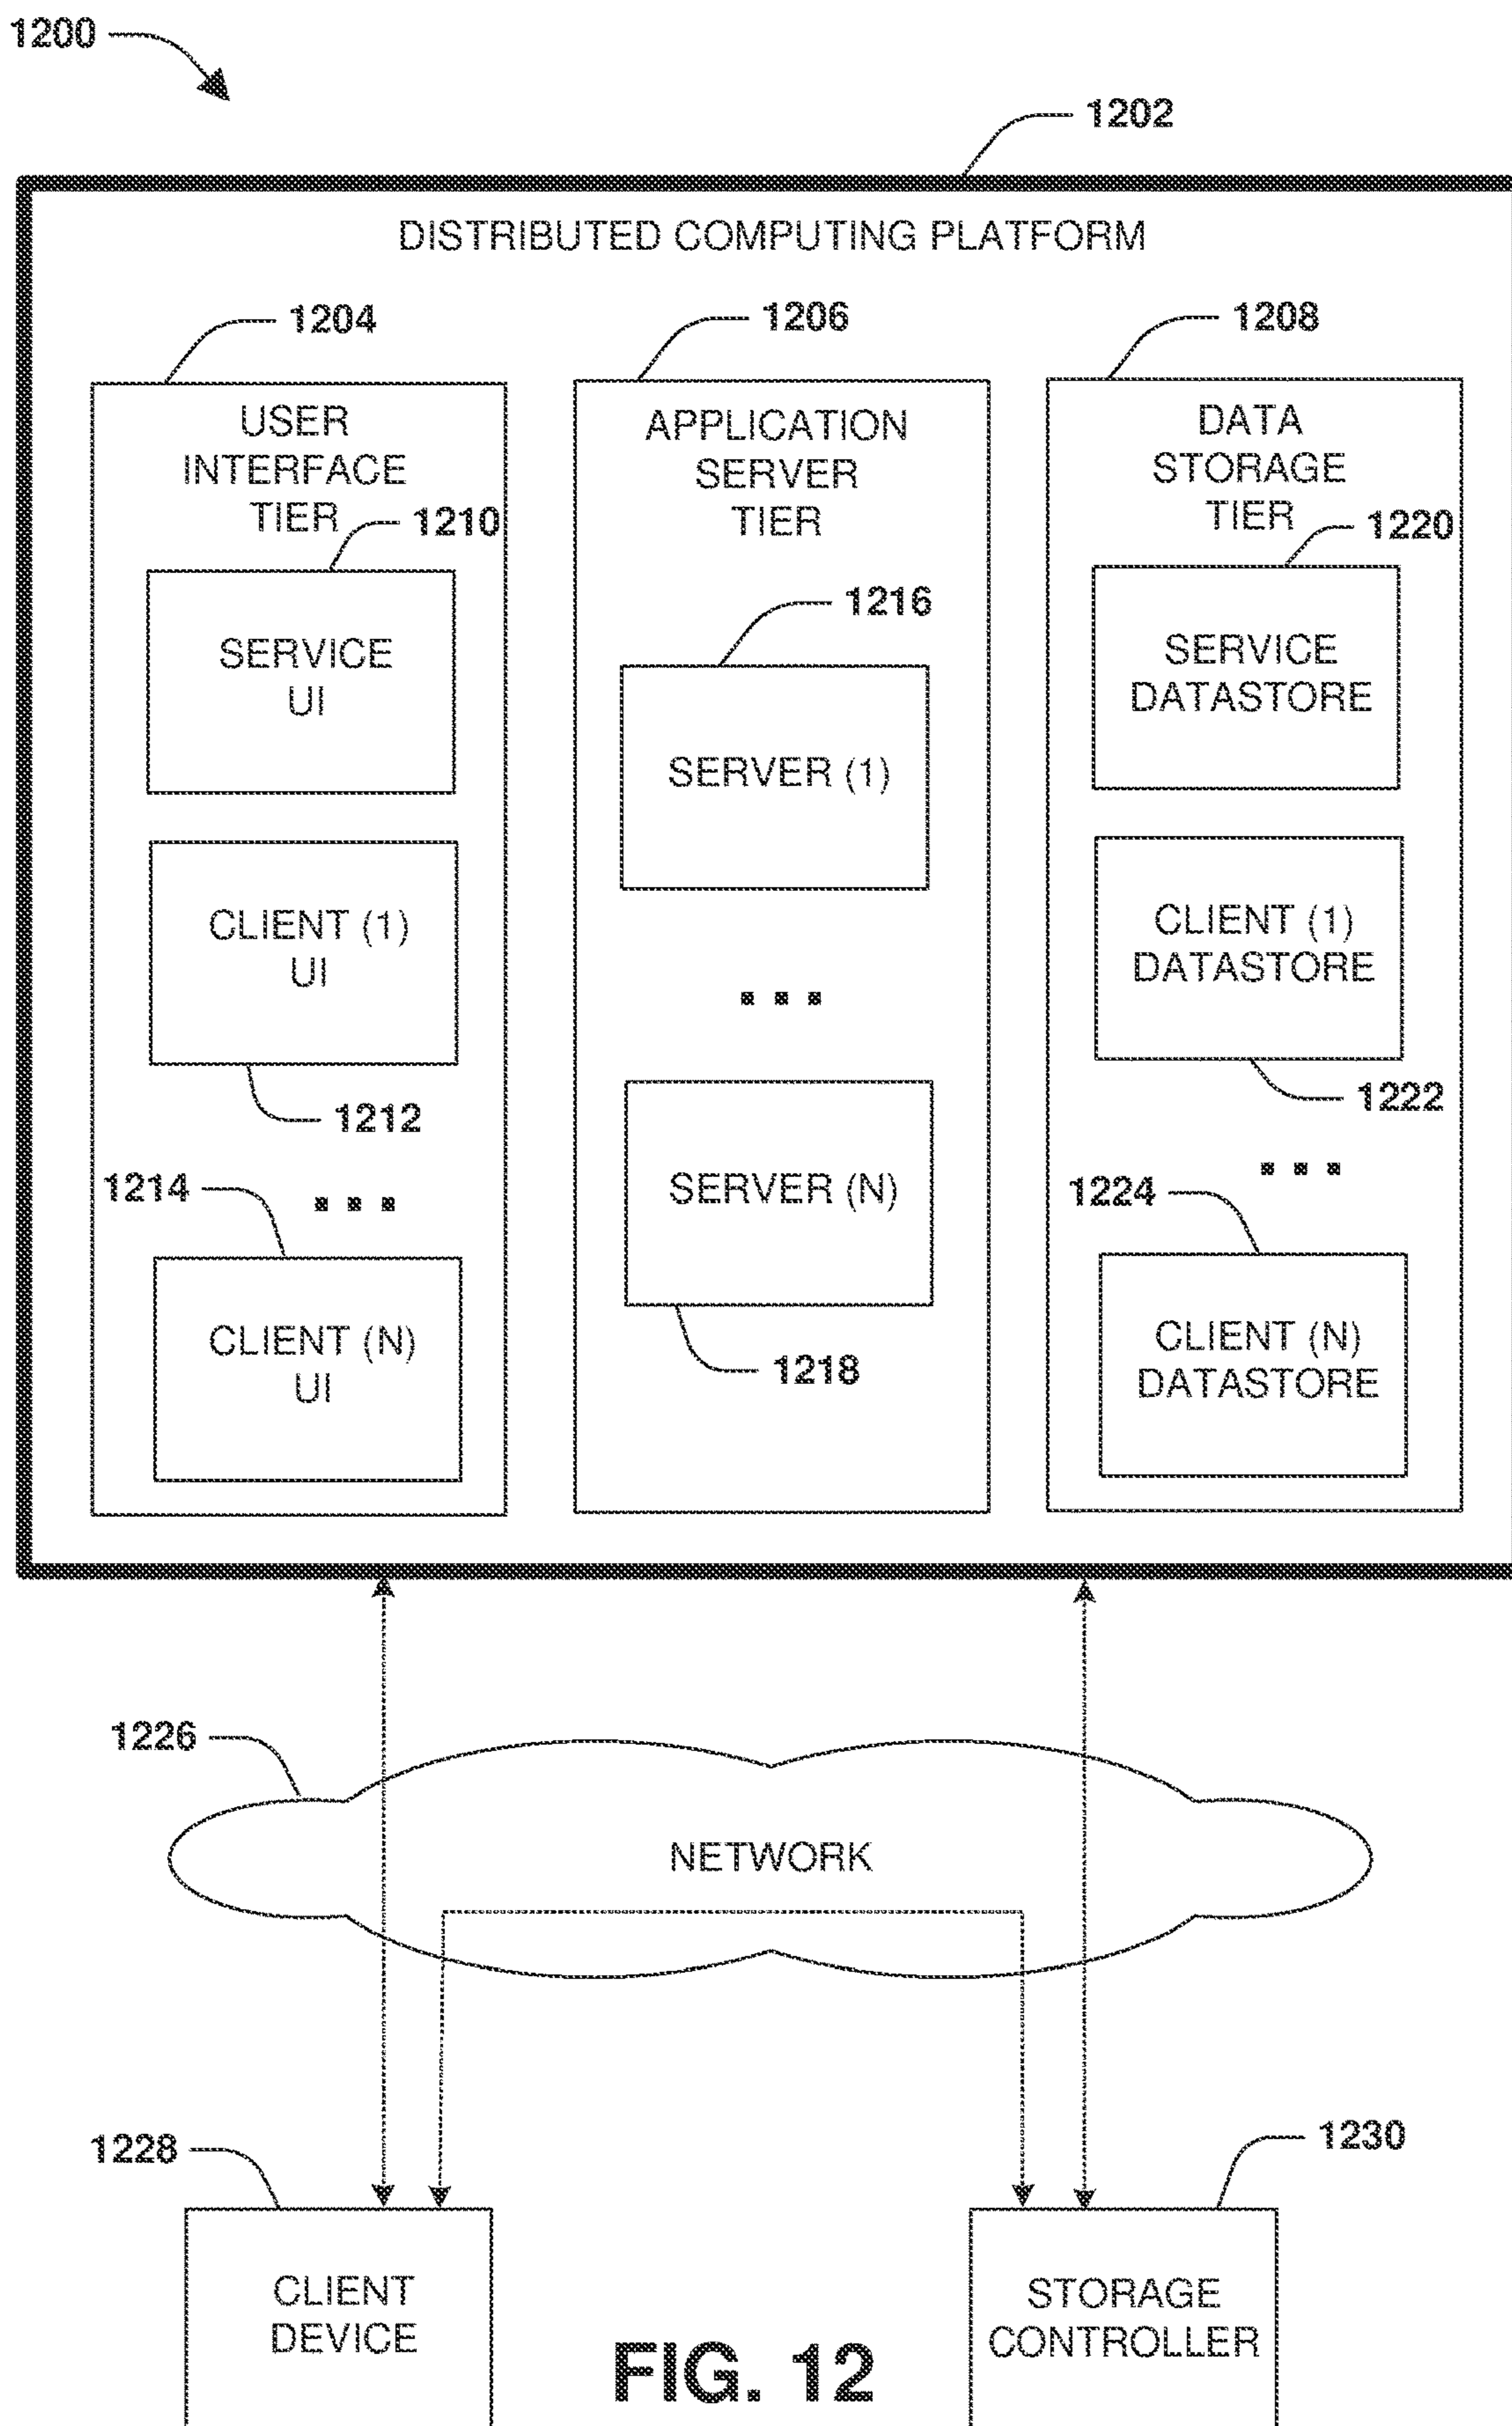 1200
1202
DISTRIBUTED COMPUTING PLATFORM
1204
1206
1208
USER
INTERFACE
TIER
1210
SERVICE
UI
CLIENT (1)
UI
1212
1214
...
CLIENT (N)
UI
APPLICATION
SERVER
TIER
1216
SERVER (1)
...
SERVER (N)
1218
DATA
STORAGE
TIER
1220
SERVICE
DATASTORE
CLIENT (1)
DATASTORE
1222
...
1224
CLIENT (N)
DATASTORE
1226
NETWORK
1228
1230
CLIENT
DEVICE
STORAGE
CONTROLLER
FIG. 12